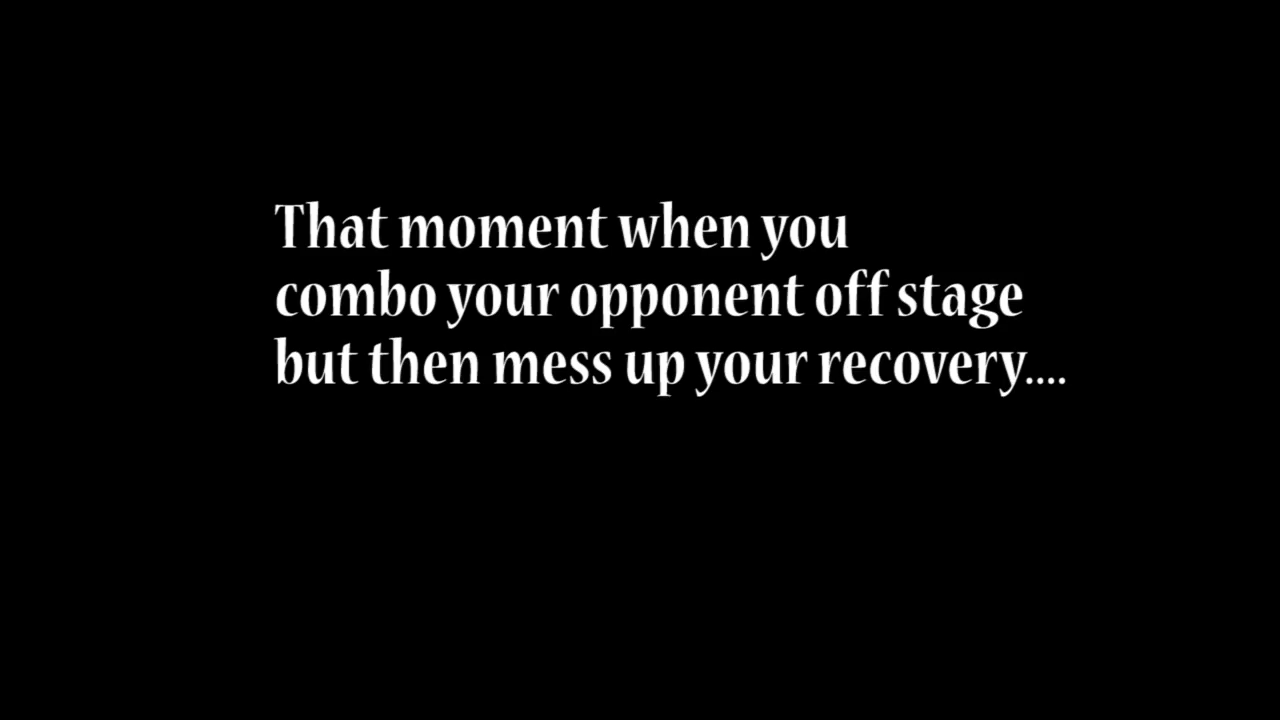 That moment when you
combo your opponent off stage
but then mess up your recovery....